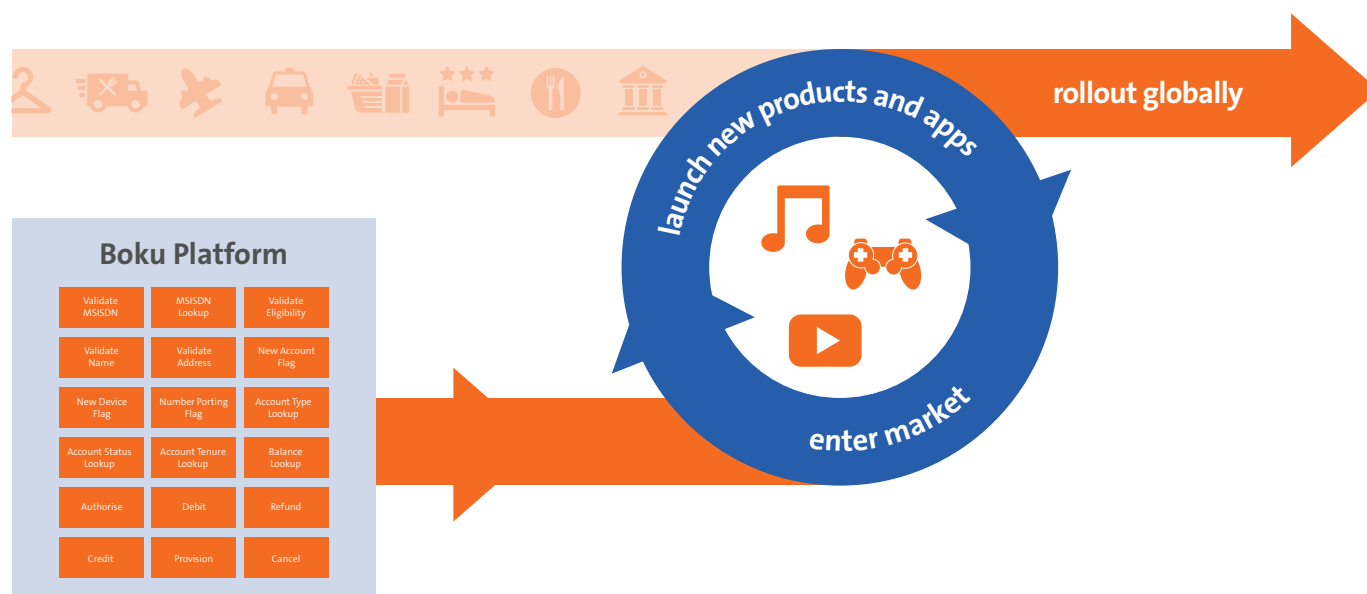 launch new products and apps
rollout globally
enter market
Boku Platform
Validate
MSISDN
MSISDN
Lookup
Validate
Eligibility
Validate
Name
Validate
Address
New Account
Flag
New Device
Flag
Number Porting
Flag
Account Type
Lookup
Account Status
Lookup
Account Tenure
Lookup
Balance
Lookup
Authorise
Debit
Refund
Credit
Provision
Cancel